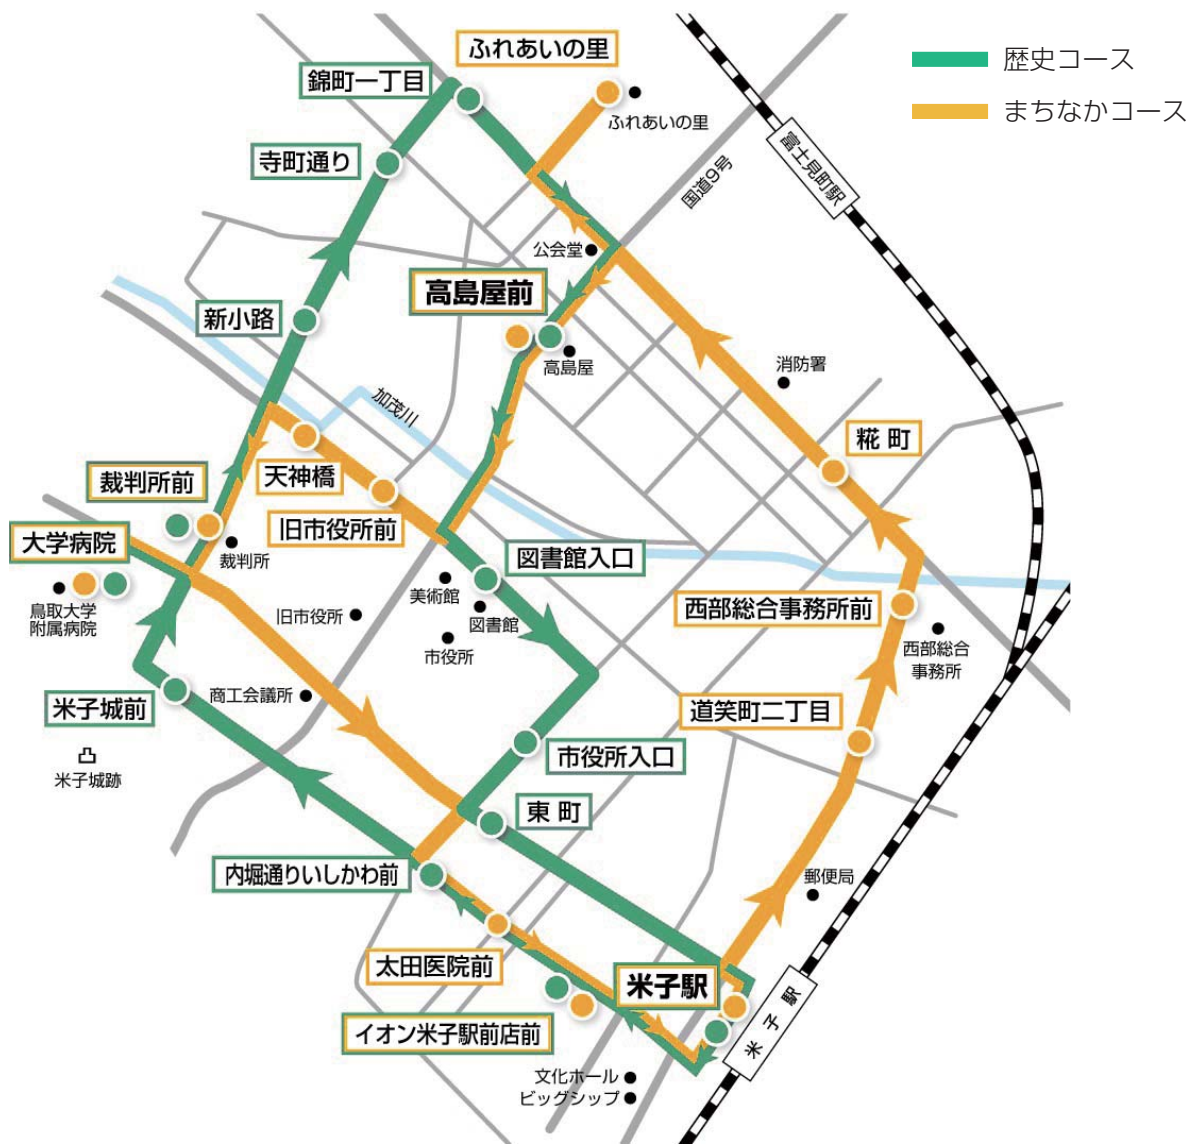 ふれあいの里
歴史コース
錦町一丁目
まちなかコース
ふれあいの里
寺町通り
富士見町駅
国道9号
公会堂
高島屋前
新小路
高島屋
消防署
加茂川
糀 町
裁判所前
天神橋
旧市役所前
大学病院
裁判所
図書館入口
鳥取大学
附属病院
美術館
旧市役所
図書館
西部総合事務所前
市役所
西部総合
事務所
米子城前
商工会議所
道笑町二丁目
米子城跡
市役所入口
東 町
内堀通りいしかわ前
郵便局
太田医院前
米子駅
イオン米子駅前店前
米 子 駅
文化ホール
ビッグシップ